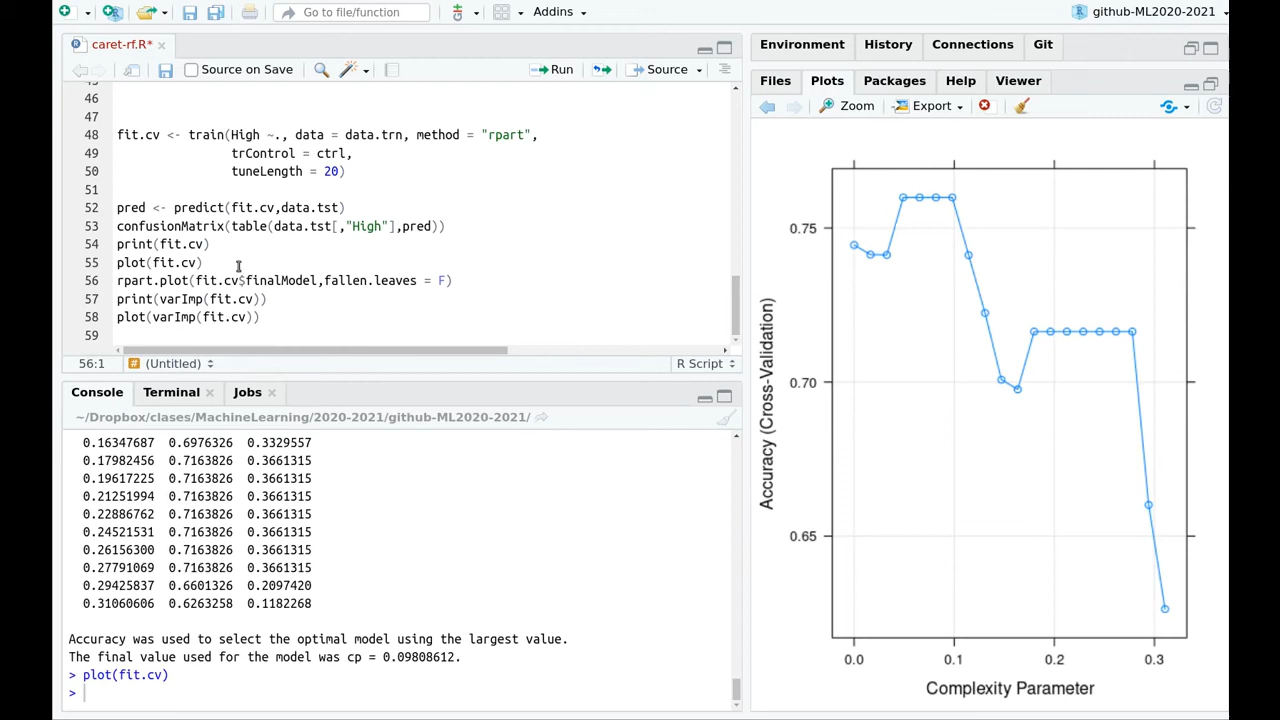 Go to file/function
Addins
github-ML2020-2021
caret-rf.R*
Source on Save
Run
Source
46
47
48 fit.cv <- train(High ~., data = data.trn, method = "rpart",
49 trControl = ctrl,
50 tuneLength = 20)
51
52 pred <- predict(fit.cv,data.tst)
53 confusionMatrix(table(data.tst[,"High"],pred))
54 print(fit.cv)
55 plot(fit.cv)
56 rpart.plot(fit.cv$finalModel,fallen.leaves = F)
57 print(varImp(fit.cv))
58 plot(varImp(fit.cv))
59
56:1 # (Untitled) R Script
Console Terminal Jobs
~/Dropbox/clases/MachineLearning/2020-2021/github-ML2020-2021/
0.16347687 0.6976326 0.3329557
0.17982456 0.7163826 0.3661315
0.19617225 0.7163826 0.3661315
0.21251994 0.7163826 0.3661315
0.22886762 0.7163826 0.3661315
0.24521531 0.7163826 0.3661315
0.26156300 0.7163826 0.3661315
0.27791069 0.7163826 0.3661315
0.29425837 0.6601326 0.2097420
0.31060606 0.6263258 0.1182268
Accuracy was used to select the optimal model using the largest value.
The final value used for the model was cp = 0.09808612.
> plot(fit.cv)
>
Environment History Connections Git
Files Plots Packages Help Viewer
Zoom Export
0.75
0.70
0.65
Accuracy (Cross-Validation)
0.0 0.1 0.2 0.3
Complexity Parameter